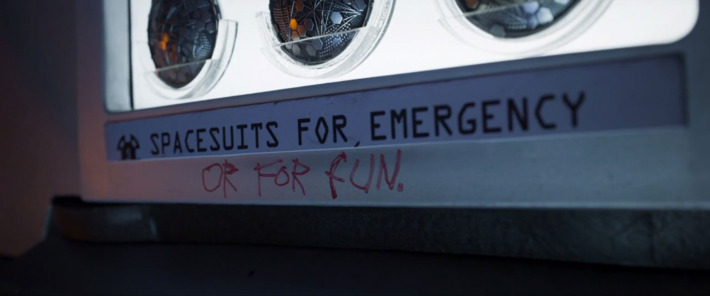 SPACESUITS FOR EMERGENCY
OR FOR FUN.